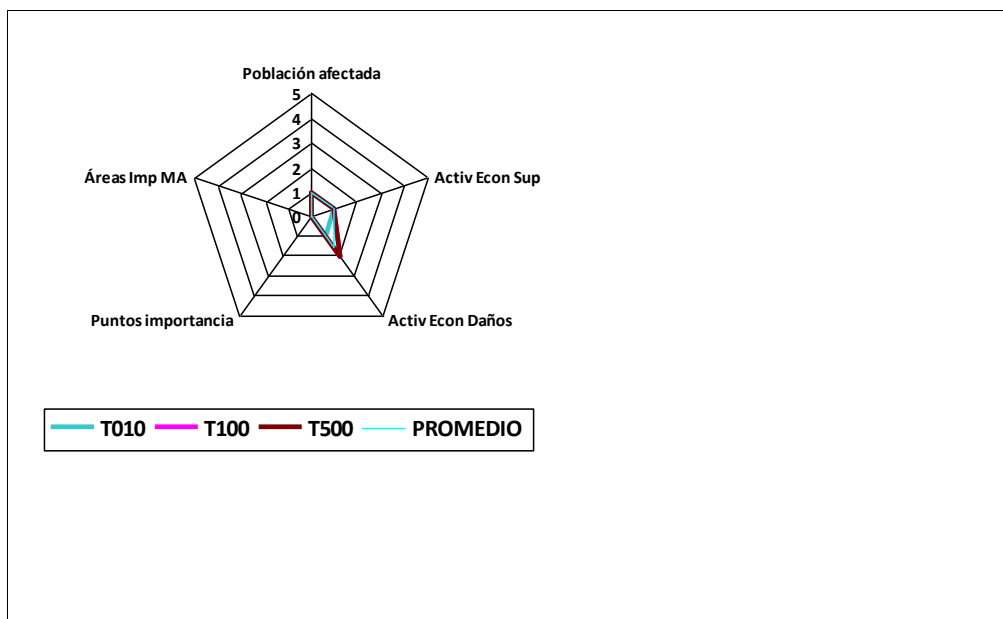 Población afectada
5
4
Áreas Imp MA
3
Activ Econ Sup
2
1
0
Puntos importancia
Activ Econ Daños
T010 T100 T500 PROMEDIO